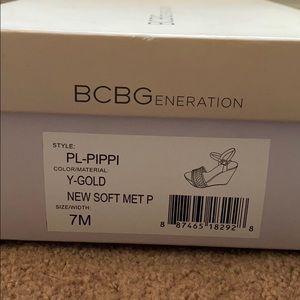 BCBGENERATION
STYLE:
PL-PIPPI
COLOR/MATERIAL:
Y-GOLD
NEW SOFT MET P
SIZE/WIDTH:
7M
8 87465 18292 8